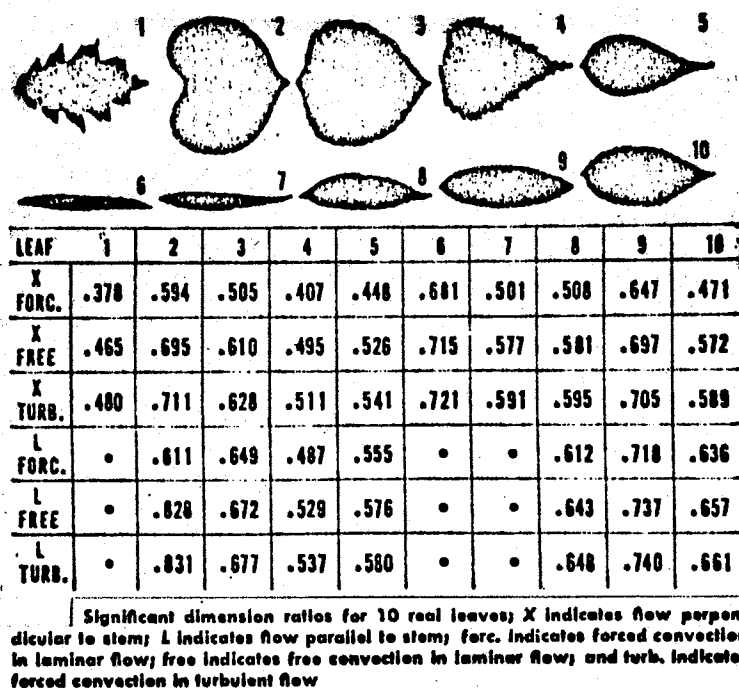 1 2 3 4 5
6 7 8 9 10
LEAF 1 2 3 4 5 6 7 8 9 10
X FORC. .378 .594 .505 .407 .448 .681 .501 .508 .647 .471
X FREE .465 .695 .610 .495 .526 .715 .577 .581 .697 .572
X TURB. .480 .711 .628 .511 .541 .721 .591 .595 .705 .589
L FORC. • .611 .649 .487 .555 • • .612 .718 .636
L FREE • .828 .672 .529 .576 • • .643 .737 .657
L TURB. • .831 .677 .537 .580 • • .648 .740 .661
Significant dimension ratios for 10 real leaves; X indicates flow perpen
dicular to stem; L indicates flow parallel to stem; forc. indicates forced convectio
in laminar flow; free indicates free convection in laminar flow; and turb. indicate
forced convection in turbulent flow